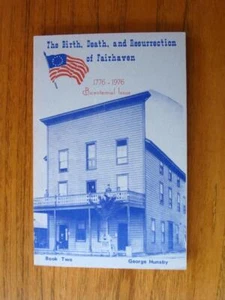 The Birth, Death, and Resurrection
of Fairhaven
1776 - 1976
Bicentennial Issue
Book Two
George Hunsby